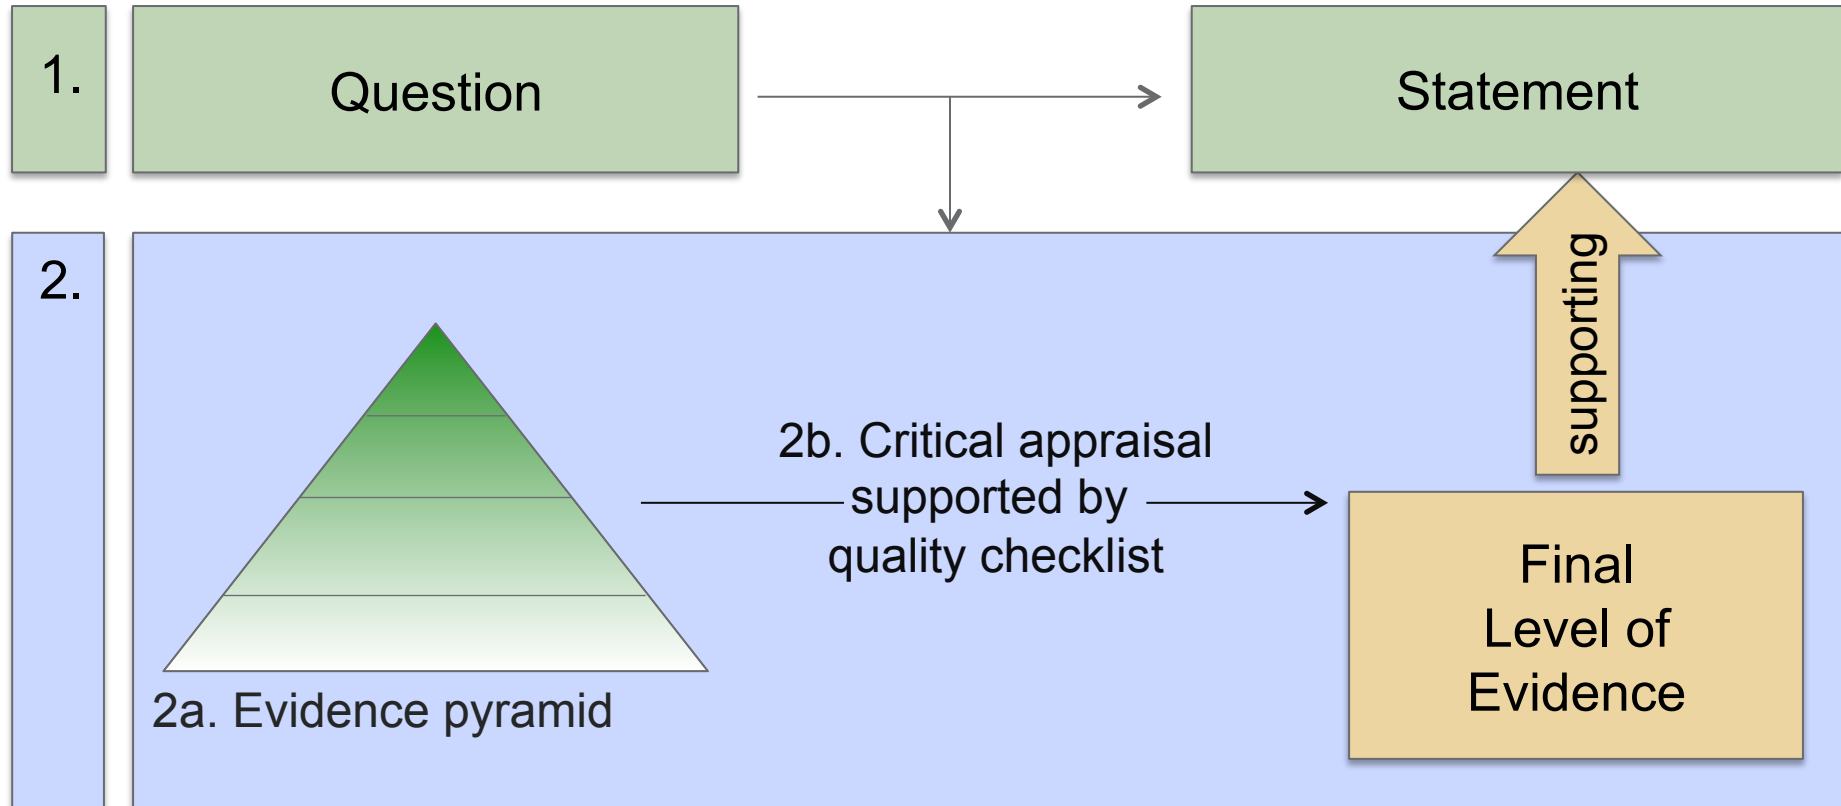 1.
Question
Statement
2.
supporting
2b. Critical appraisal
supported by
quality checklist
Final
Level of
Evidence
2a. Evidence pyramid